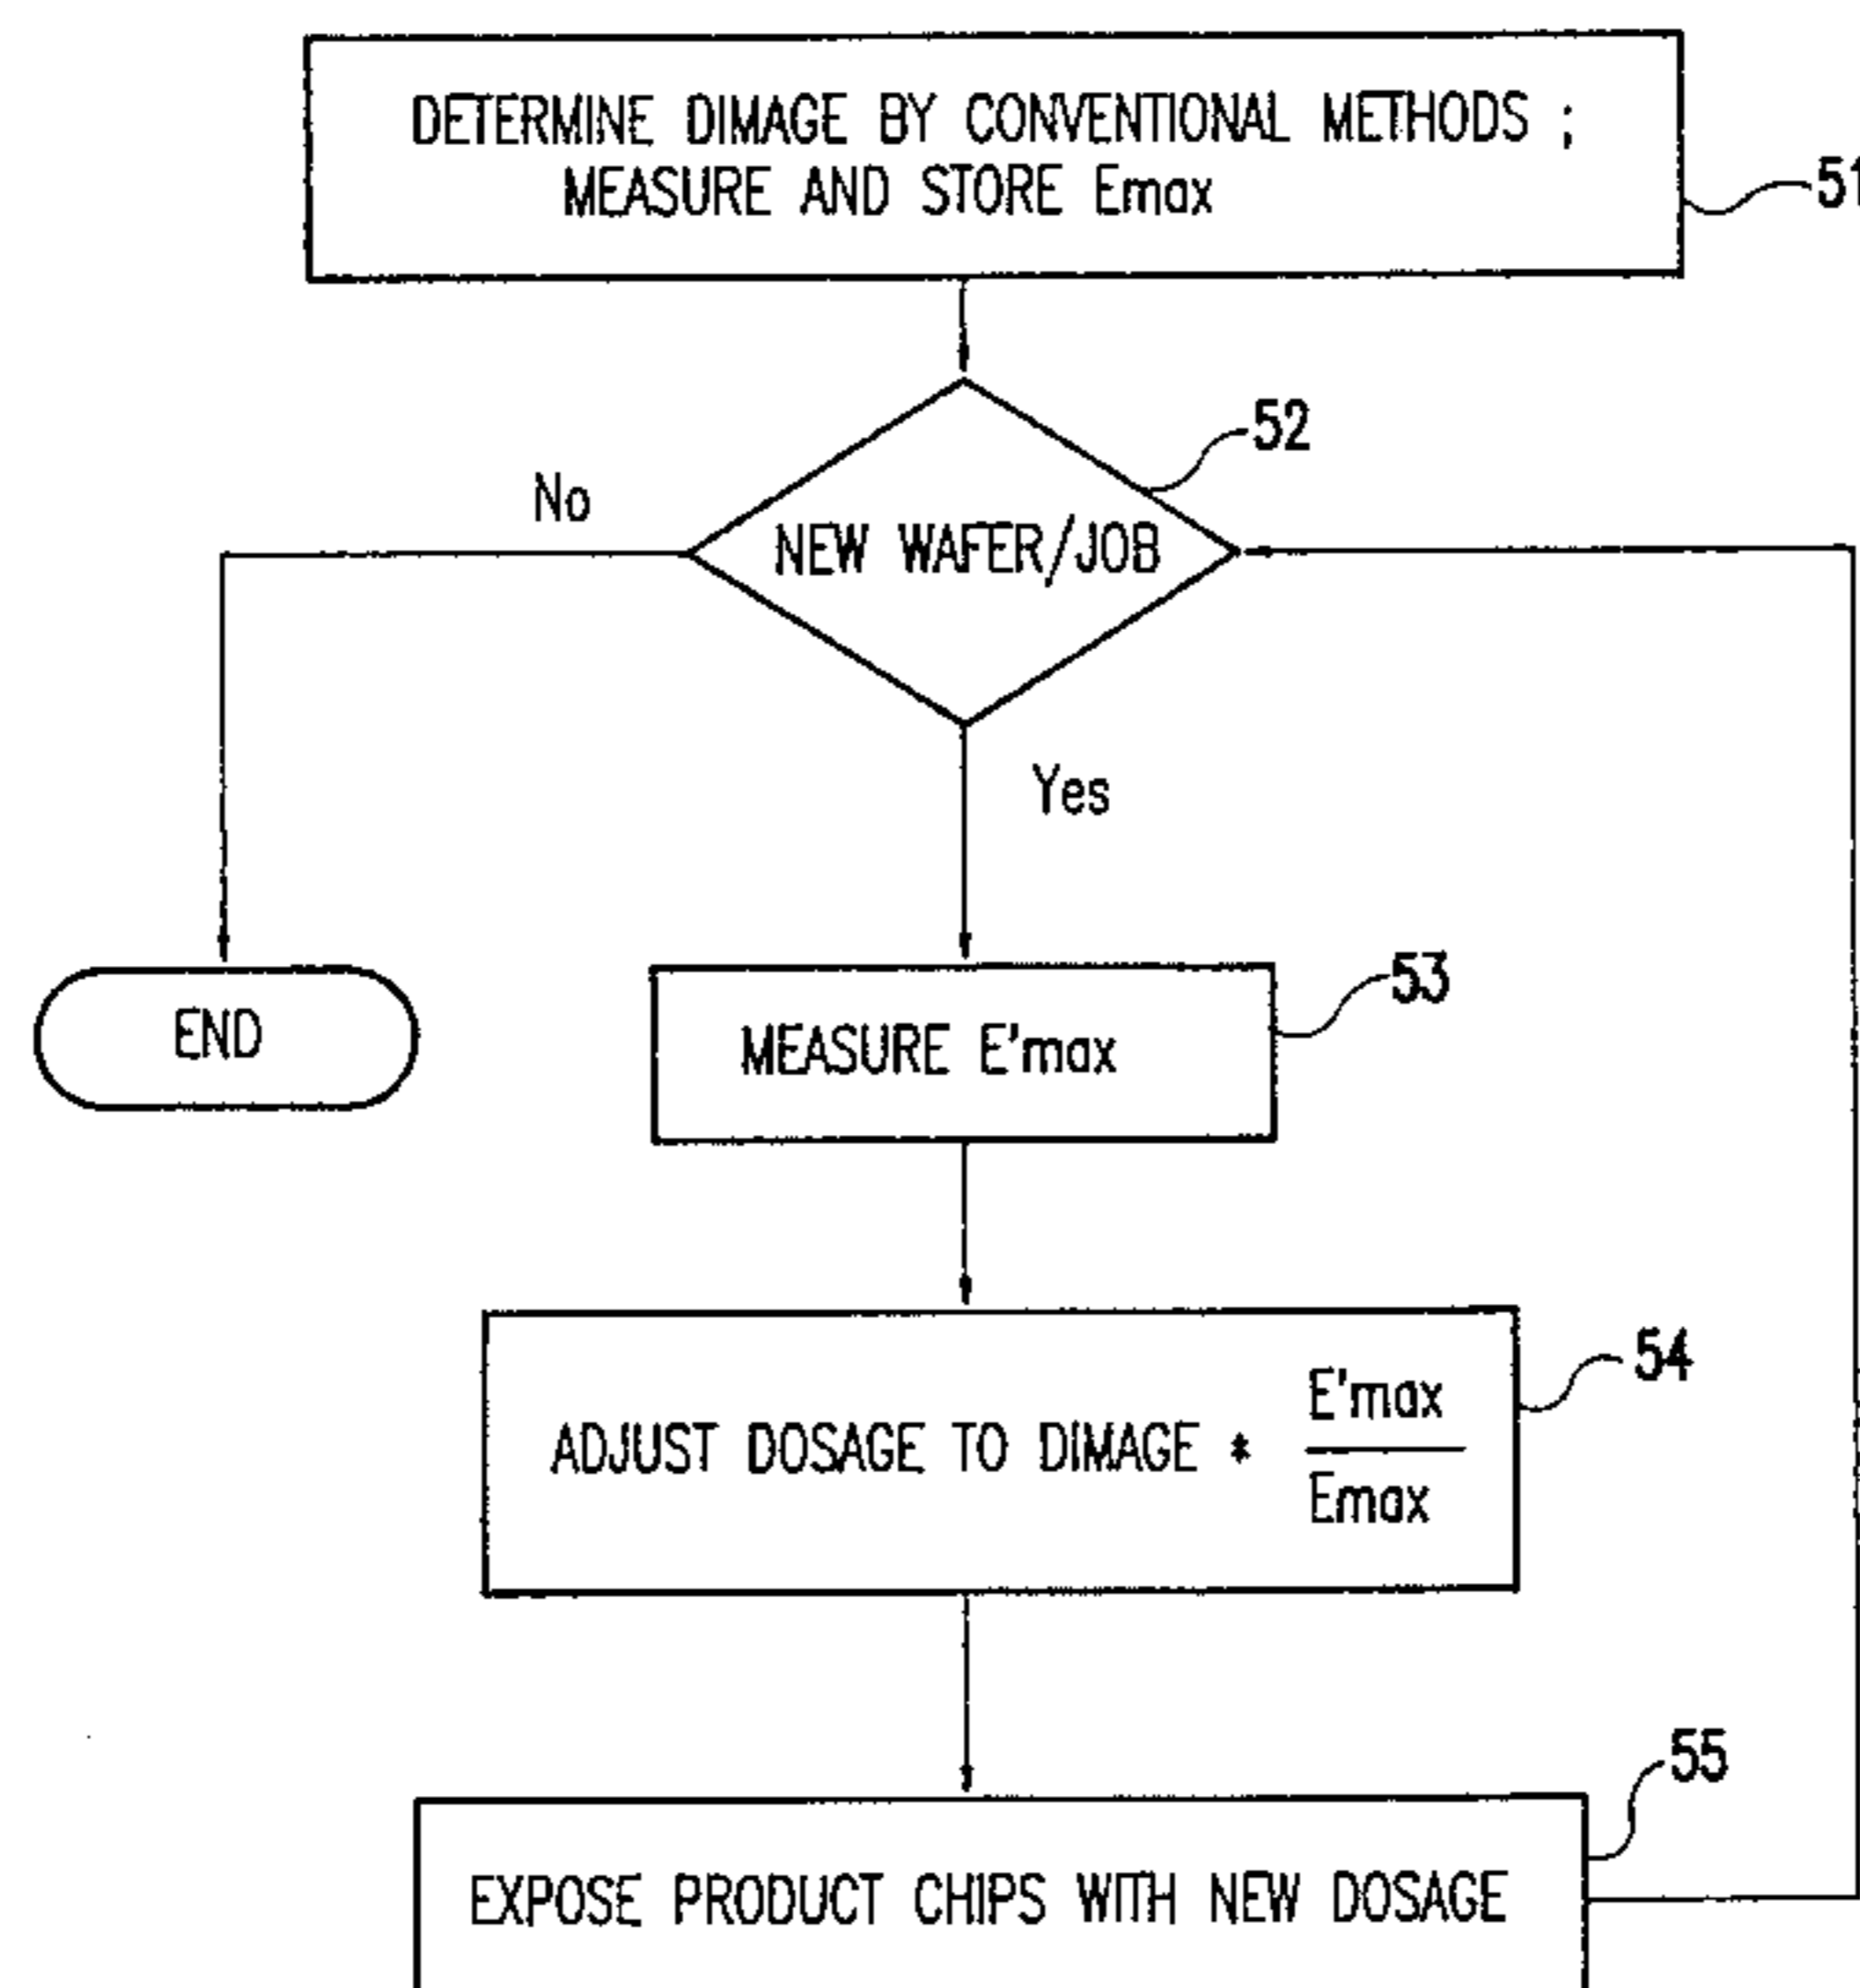 DETERMINE DIMAGE BY CONVENTIONAL METHODS ;
MEASURE AND STORE Emax
51
52
No
NEW WAFER/JOB
Yes
53
END
MEASURE E'max
54
ADJUST DOSAGE TO DIMAGE * E'max
Emax
55
EXPOSE PRODUCT CHIPS WITH NEW DOSAGE